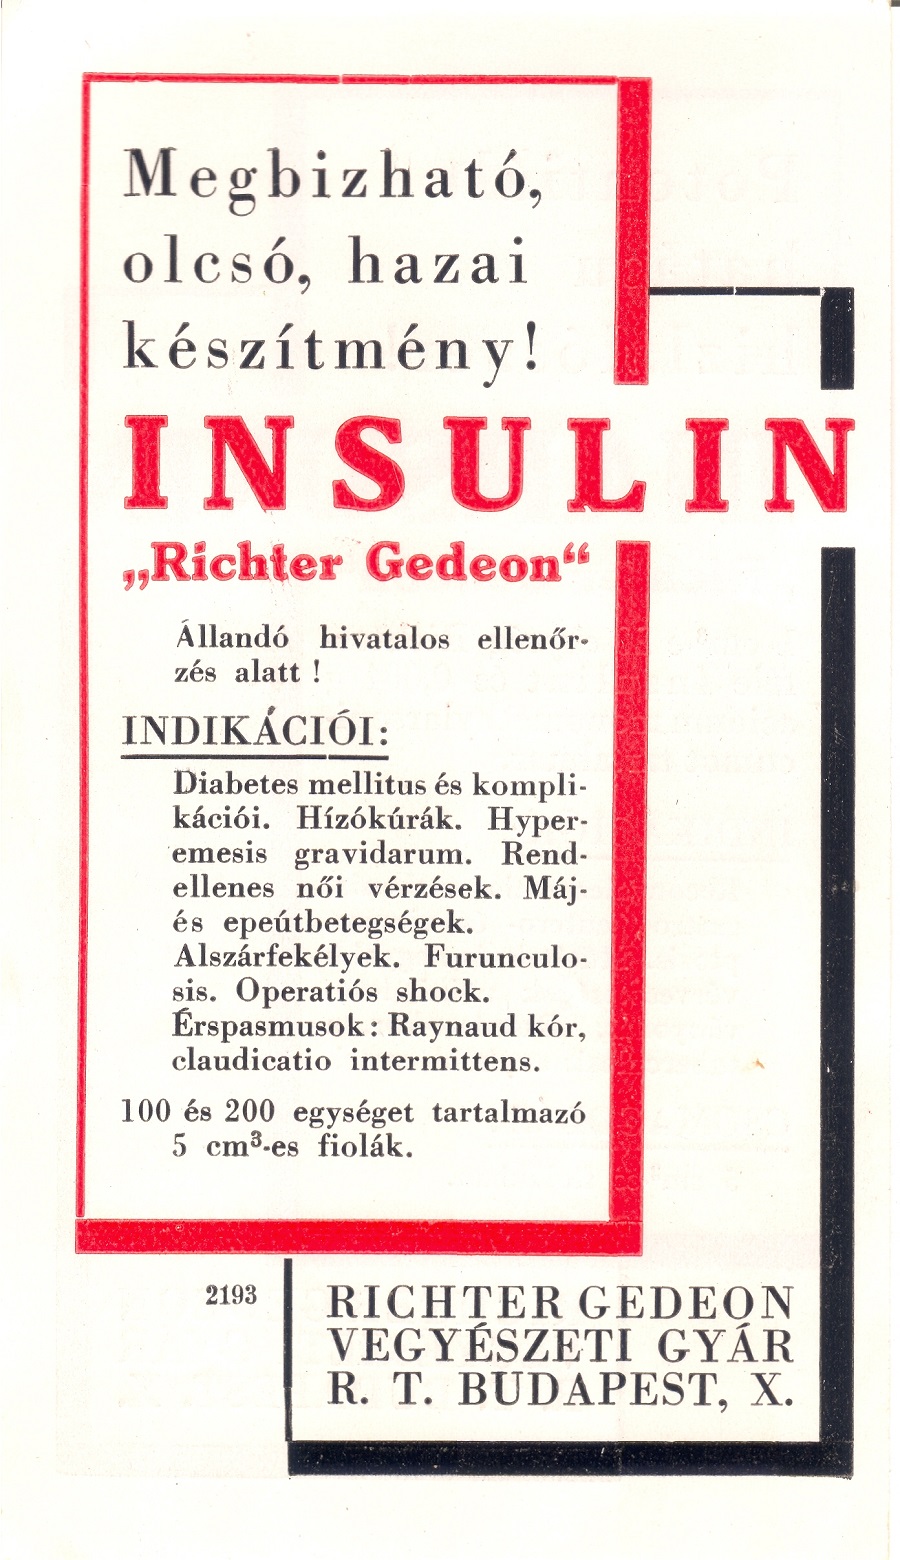 Megbizható,
olcsó, hazai
készítmény!
INSULIN
„Richter Gedeon“
Állandó hivatalos ellenőr-
zés alatt !
INDIKÁCIÓI:
Diabetes mellitus és kompli-
kációi. Hízókúrák. Hyper-
emesis gravidarum. Rend-
ellenes női vérzések. Máj-
és epeútbetegségek.
Alszárfekélyek. Furunculo-
sis. Operatiós shock.
Érspasmusok: Raynaud kór,
claudicatio intermittens.
100 és 200 egységet tartalmazó
5 cm³-es fiolák.
2193
RICHTER GEDEON
VEGYÉSZETI GYÁR
R. T. BUDAPEST, X.